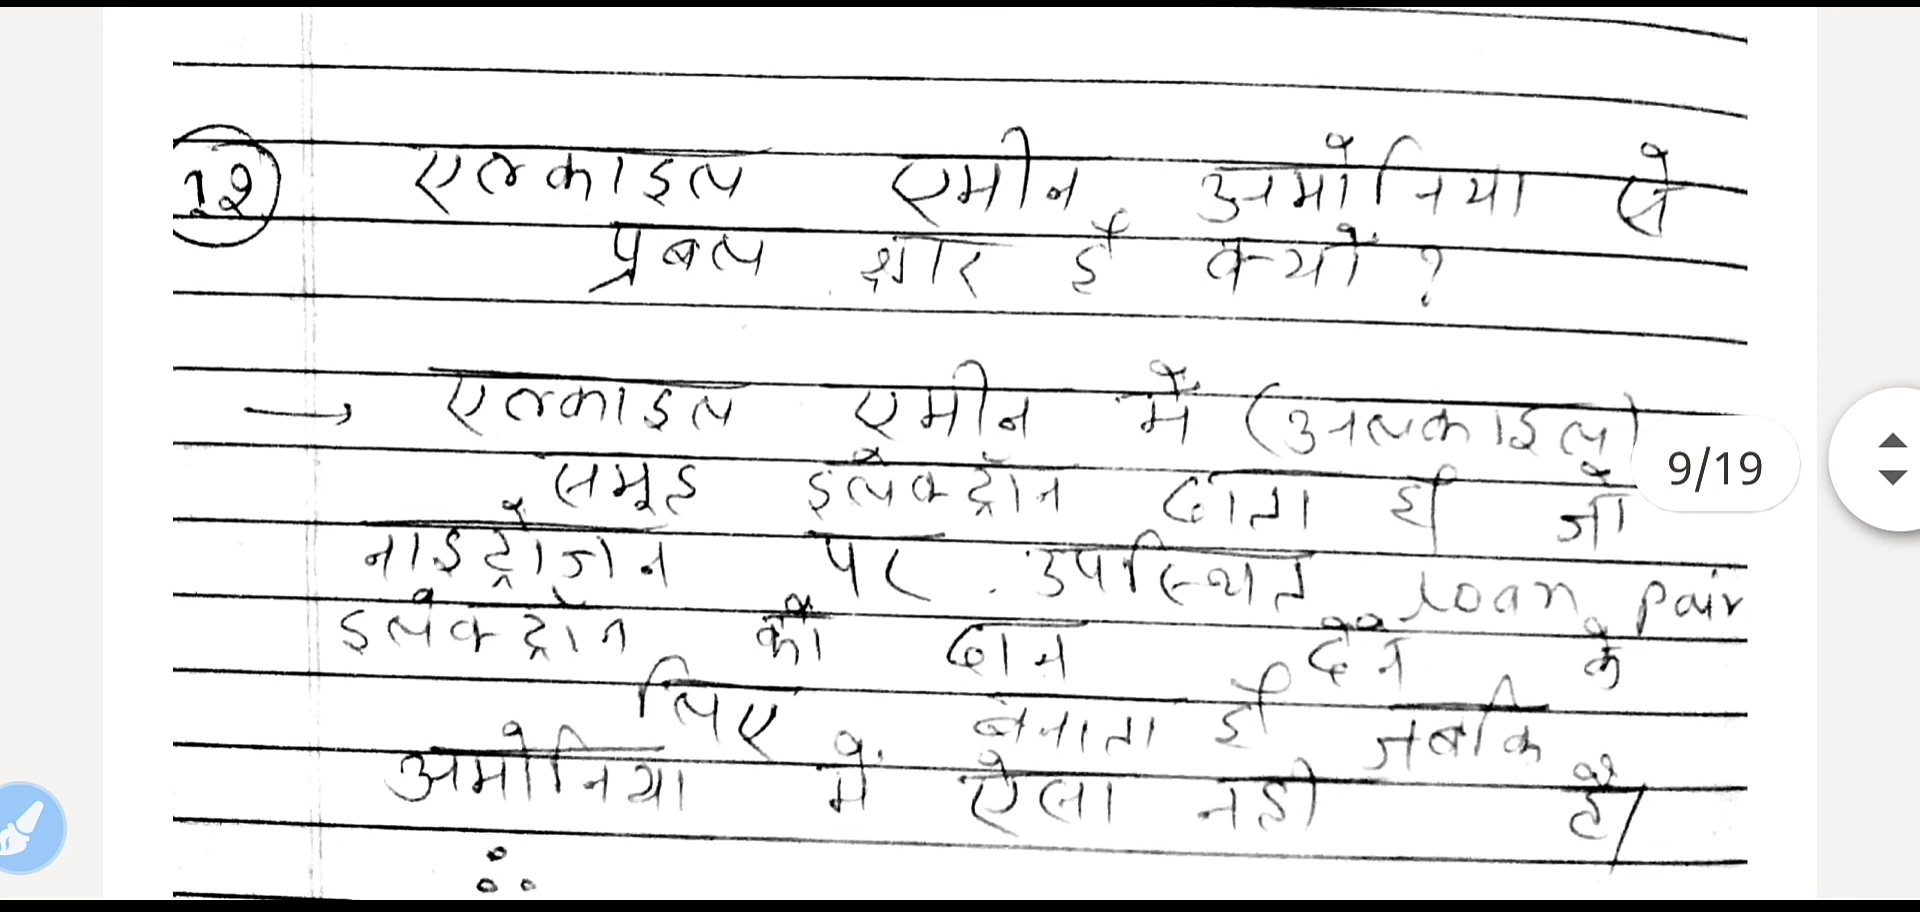 12 एल्काइल एमीन अमोनिया से
प्रबल क्षार है क्यों ?
→ एल्काइल एमीन में (अल्काइल)
समूह इलेक्ट्रॉन दाता है जो
नाइट्रोजन पर उपस्थित loan pair
इलेक्ट्रॉन को दान देने के
लिए बनाता है जबकि
अमोनिया में ऐसा नही है।
9/19